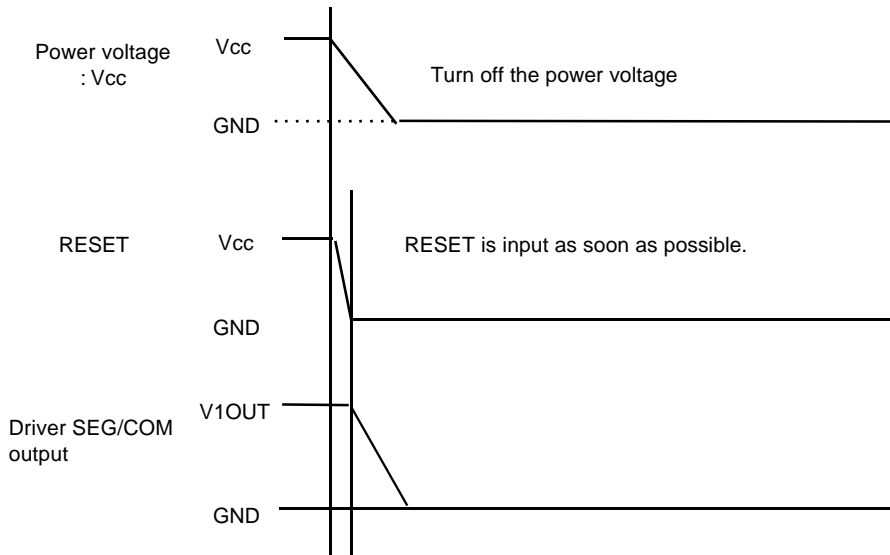 Power voltage
: Vcc
Vcc
Turn off the power voltage
GND
RESET
Vcc
RESET is input as soon as possible.
GND
Driver SEG/COM
output
V1OUT
GND